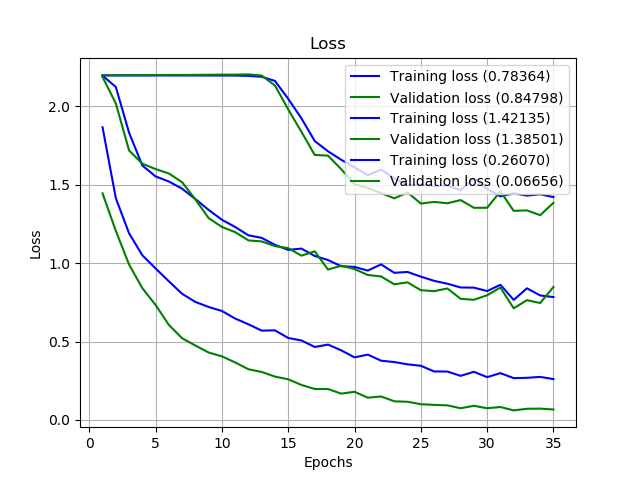 Loss
Training loss (0.78364)
Validation loss (0.84798)
Training loss (1.42135)
Validation loss (1.38501)
Training loss (0.26070)
Validation loss (0.06656)
Loss
2.0
1.5
1.0
0.5
0.0
0 5 10 15 20 25 30 35
Epochs